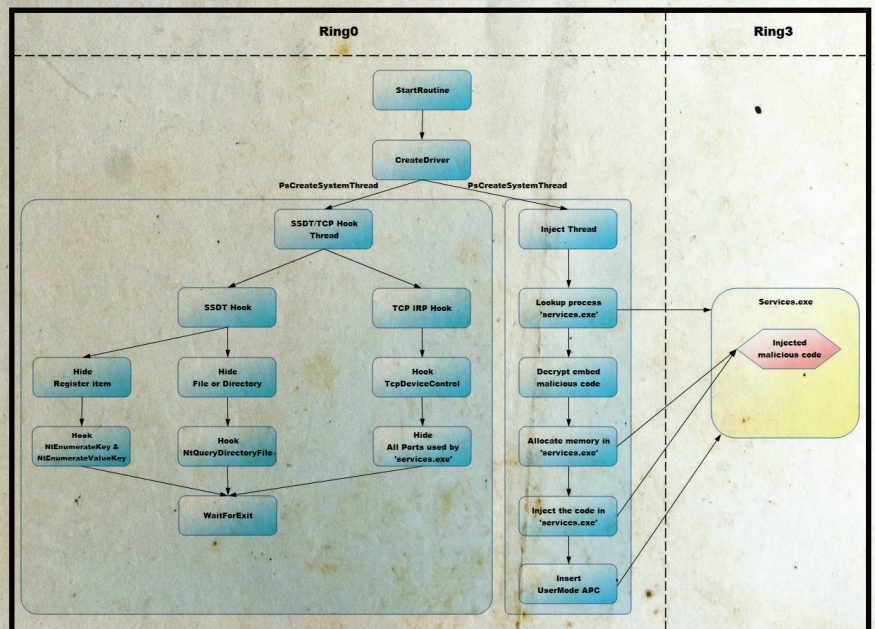 Ring0
Ring3
StartRoutine
CreateDriver
PsCreateSystemThread
PsCreateSystemThread
SSDT/TCP Hook
Thread
Inject Thread
SSDT Hook
TCP IRP Hook
Lookup process
'services.exe'
Services.exe
Injected
malicious code
Hide
Register item
Hide
File or Directory
Hook
TcpDeviceControl
Decrypt embed
malicious code
Hook
NtEnumerateKey &
NtEnumerateValueKey
Hook
NtQueryDirectoryFile
Hide
All Ports used by
'services.exe'
Allocate memory in
'services.exe'
WaitForExit
Inject the code in
'services.exe'
Insert
UserMode APC